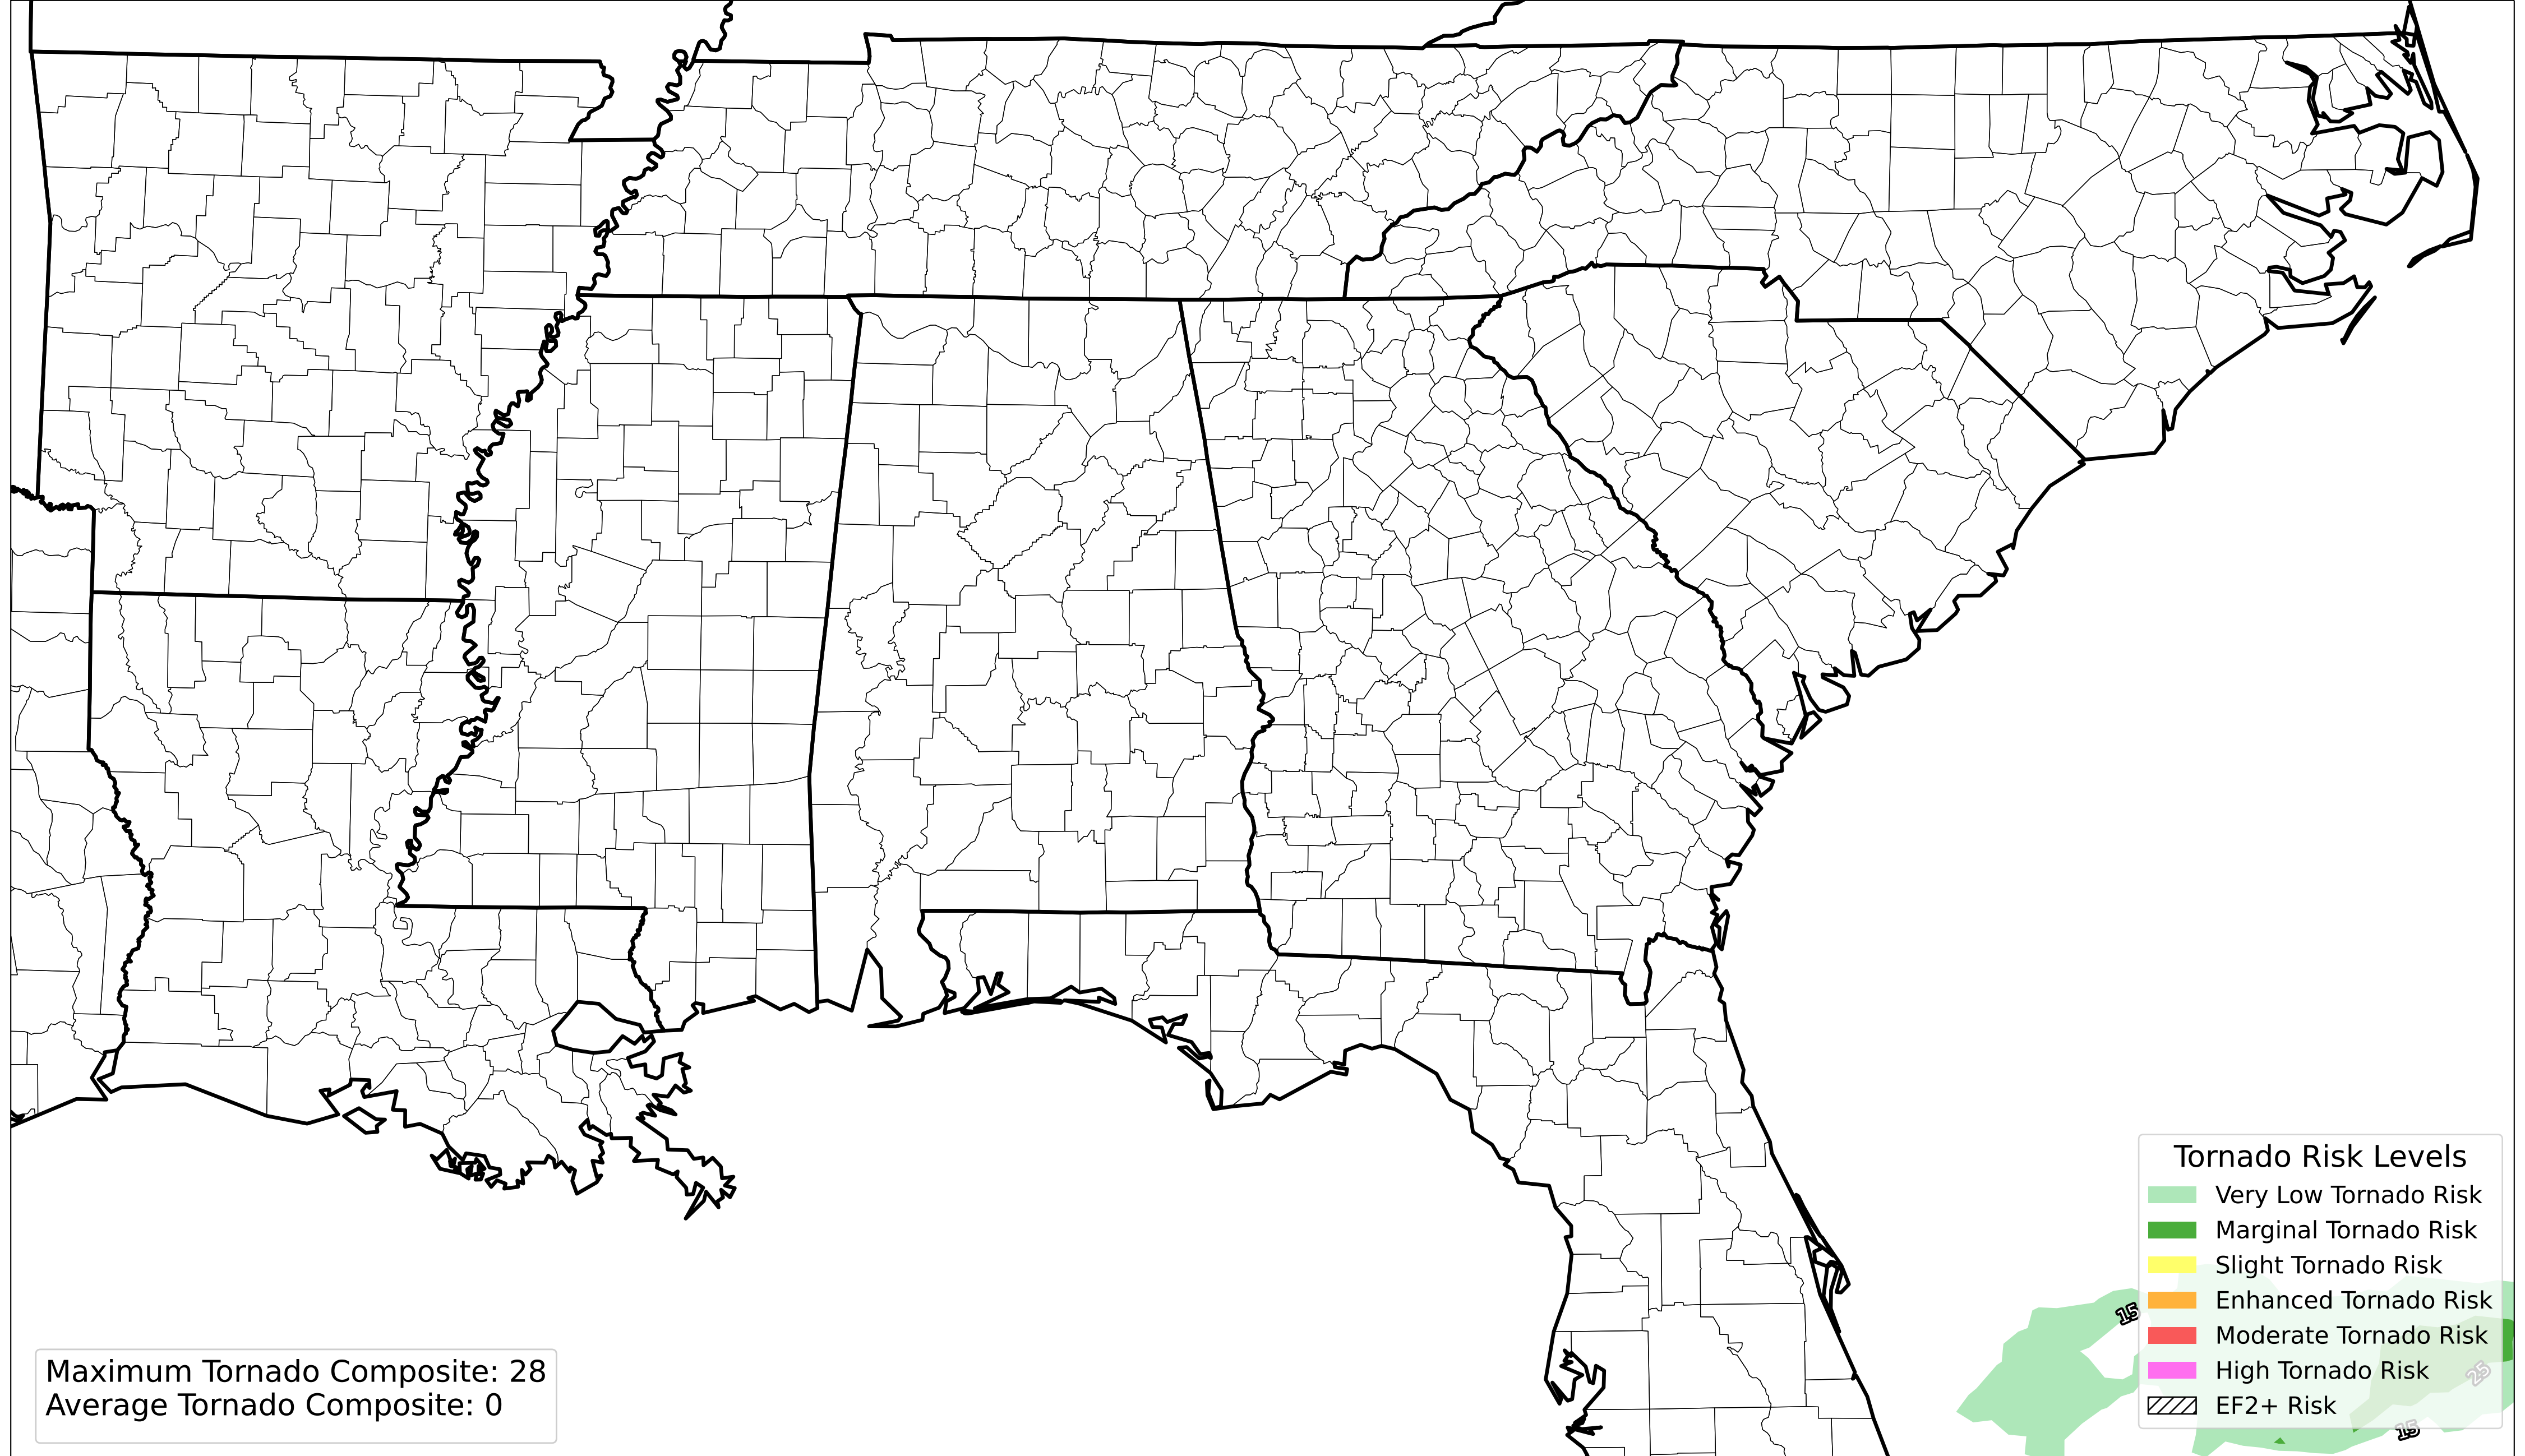 Tornado Risk Levels
Very Low Tornado Risk
Marginal Tornado Risk
Slight Tornado Risk
Enhanced Tornado Risk
15
Moderate Tornado Risk
High Tornado Risk
25
EF2+ Risk
15
Maximum Tornado Composite: 28
Average Tornado Composite: 0